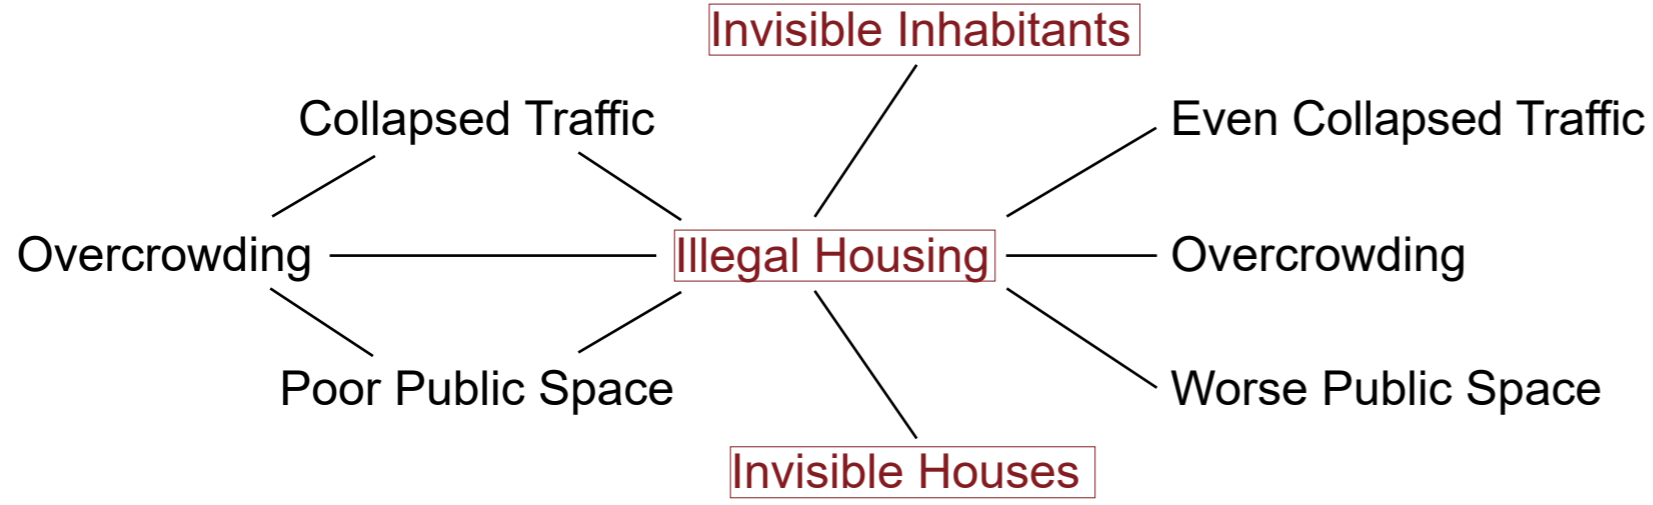 Invisible Inhabitants
Collapsed Traffic
Even Collapsed Traffic
Overcrowding
Illegal Housing
Overcrowding
Poor Public Space
Worse Public Space
Invisible Houses